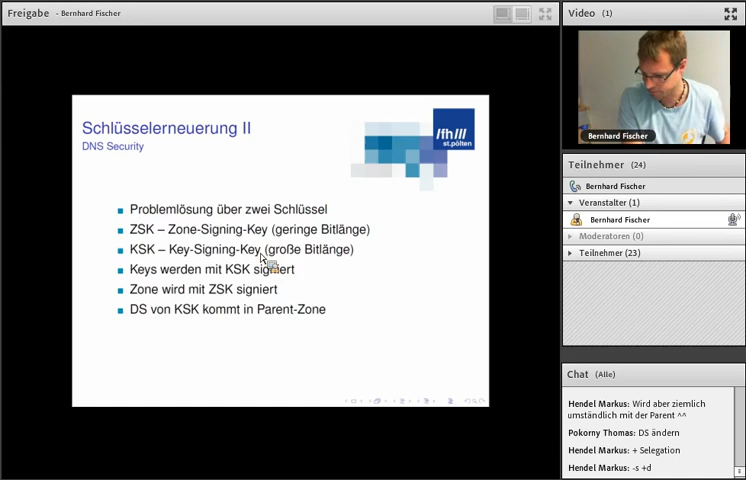 Freigabe - Bernhard Fischer
Schlüsselerneuerung II
DNS Security
/fh///
st.pölten
Problemlösung über zwei Schlüssel
ZSK – Zone-Signing-Key (geringe Bitlänge)
KSK – Key-Signing-Key (große Bitlänge)
Keys werden mit KSK signiert
Zone wird mit ZSK signiert
DS von KSK kommt in Parent-Zone
Video (1)
Bernhard Fischer
Teilnehmer (24)
Bernhard Fischer
Veranstalter (1)
Bernhard Fischer
Moderatoren (0)
Teilnehmer (23)
Chat (Alle)
Hendel Markus: Wird aber ziemlich
umständlich mit der Parent ^^
Pokorny Thomas: DS ändern
Hendel Markus: + Selegation
Hendel Markus: -s +d